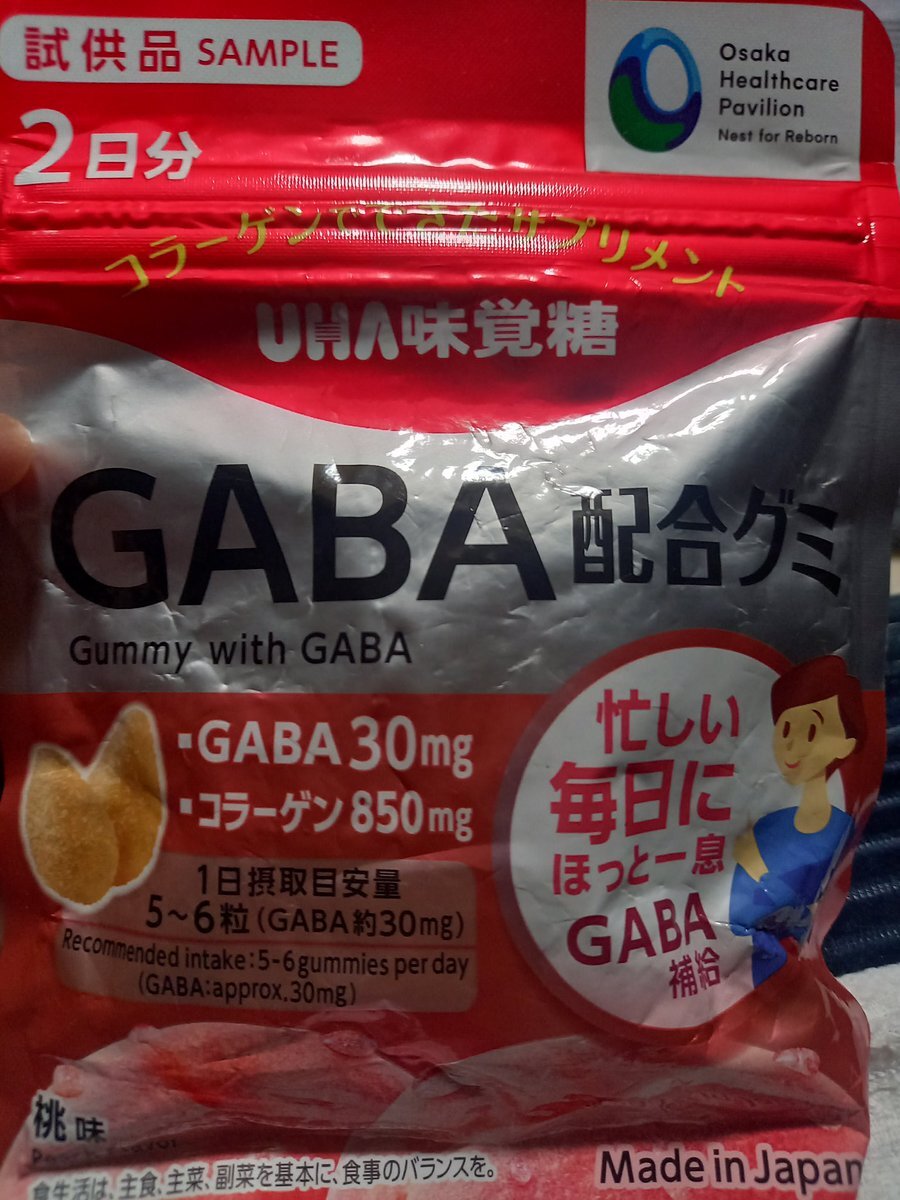 試供品 SAMPLE
2日分
Osaka
Healthcare
Pavilion
Nest for Reborn
コラーゲンでできたサプリメント
UHA味覚糖
GABA配合グミ
Gummy with GABA
・GABA 30mg
・コラーゲン 850mg
1日摂取目安量
5~6粒(GABA約30mg)
Recommended intake:5-6gummies per day
(GABA:approx.30mg)
忙しい
毎日に
ほっと一息
GABA
補給
桃味
食生活は、主食、主菜、副菜を基本に、食事のバランスを。
Made in Japan